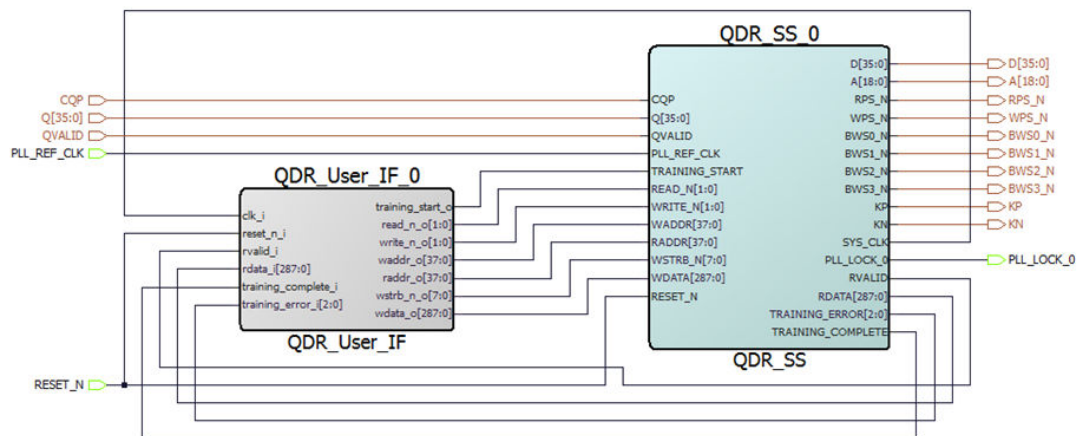 QDR_SS_0
CQP
Q[35:0]
QVALID
PLL_REF_CLK
CQP
Q[35:0]
QVALID
PLL_REF_CLK
TRAINING_START
READ_N[1:0]
WRITE_N[1:0]
WADDR[37:0]
RADDR[37:0]
WSTRB_N[7:0]
WDATA[287:0]
RESET_N
D[35:0]
A[18:0]
RPS_N
WPS_N
BWS0_N
BWS1_N
BWS2_N
BWS3_N
KP
KN
SYS_CLK
PLL_LOCK_0
RVALID
RDATA[287:0]
TRAINING_ERROR[2:0]
TRAINING_COMPLETE
QDR_SS
D[35:0]
A[18:0]
RPS_N
WPS_N
BWS0_N
BWS1_N
BWS2_N
BWS3_N
KP
KN
PLL_LOCK_0
QDR_User_IF_0
clk_i
reset_n_i
rvalid_i
rdata_i[287:0]
training_complete_i
training_error_i[2:0]
training_start_o
read_n_o[1:0]
write_n_o[1:0]
waddr_o[37:0]
raddr_o[37:0]
wstrb_n_o[7:0]
wdata_o[287:0]
QDR_User_IF
RESET_N